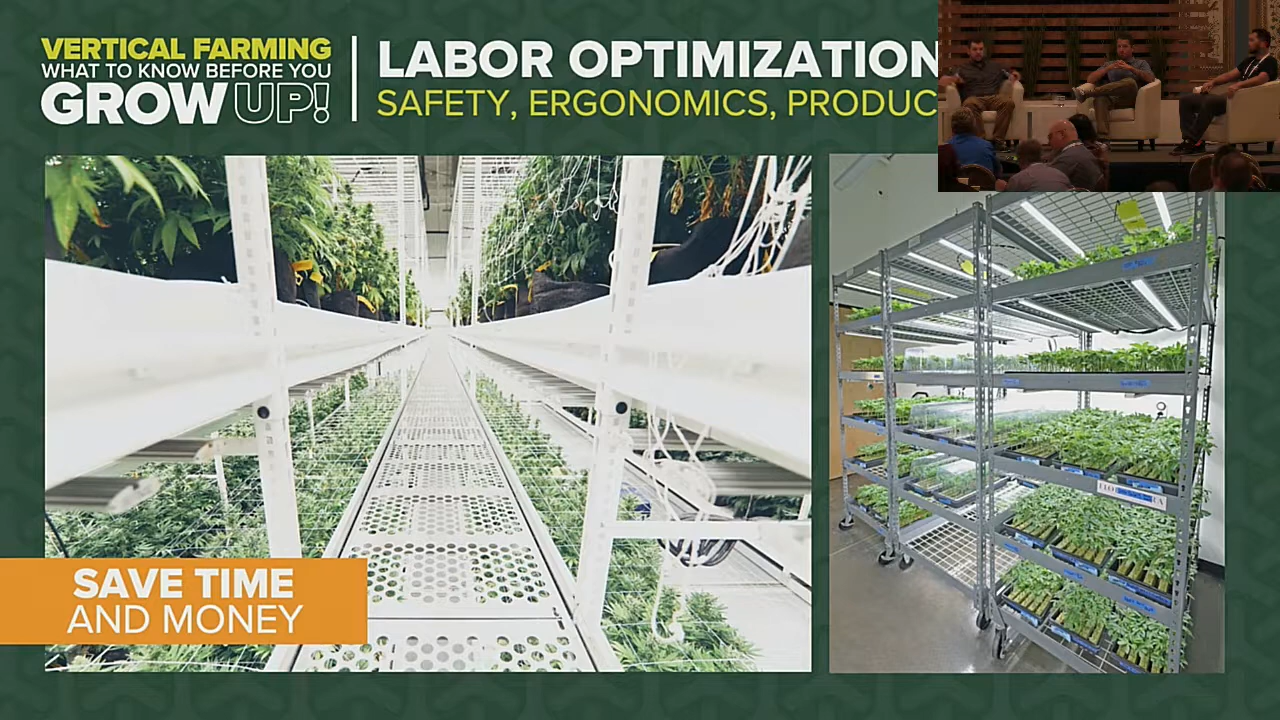 VERTICAL FARMING
WHAT TO KNOW BEFORE YOU
GROW UP!
LABOR OPTIMIZATION
SAFETY, ERGONOMICS, PRODUC
SAVE TIME
AND MONEY